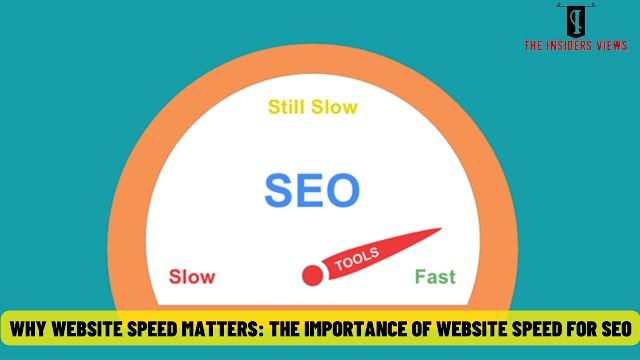 THE INSIDERS VIEWS
Still Slow
SEO
TOOLS
Slow
Fast
WHY WEBSITE SPEED MATTERS: THE IMPORTANCE OF WEBSITE SPEED FOR SEO